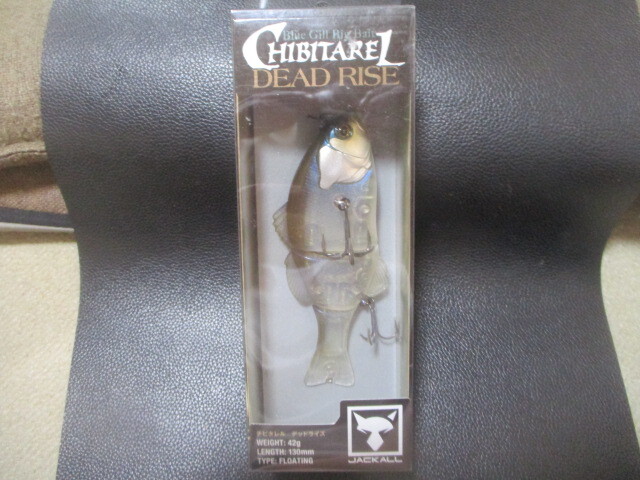 Blue Gill Big Bait
CHIBITAREL
DEAD RISE
チビタレル デッドライズ
WEIGHT: 42g
LENGTH: 130mm
TYPE: FLOATING
JACKALL